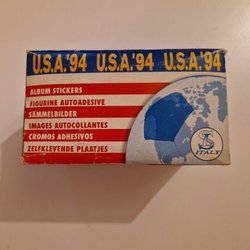 U.S.A.'94 U.S.A.'94 U.S.A.'94
ALBUM STICKERS
FIGURINE AUTOADESIVE
SAMMELBILDER
IMAGES AUTOCOLLANTES
CROMOS ADHESIVOS
ZELFKLEVENDE PLAATJES
ITALY